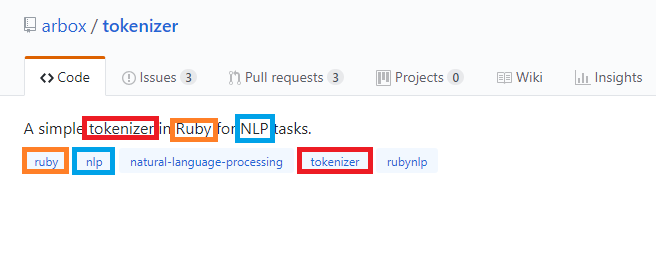 arbox / tokenizer
Code Issues 3 Pull requests 3 Projects 0 Wiki Insights
A simple tokenizer in Ruby for NLP tasks.
ruby nlp natural-language-processing tokenizer rubynlp